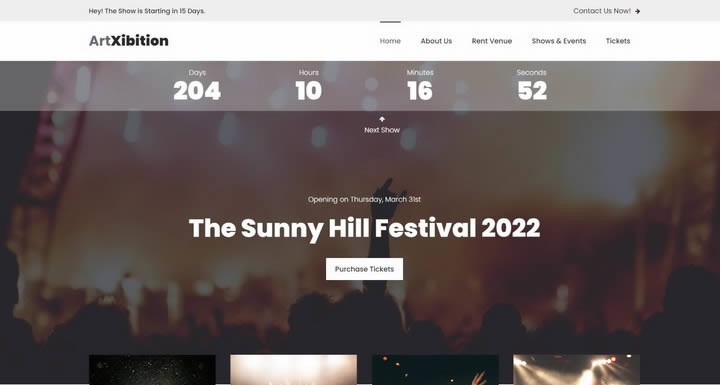 Hey! The Show is Starting in 15 Days.
Contact Us Now!
ArtXibition
Home
About Us
Rent Venue
Shows & Events
Tickets
Days
204
Hours
10
Minutes
16
Seconds
52
Next Show
Opening on Thursday, March 31st
The Sunny Hill Festival 2022
Purchase Tickets